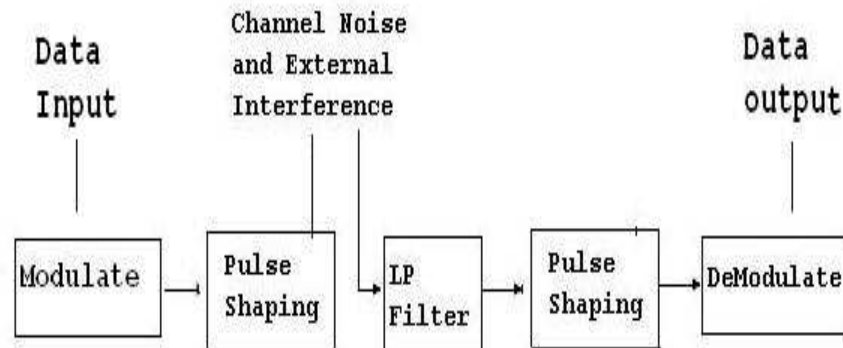 Data
Input
Channel Noise
and External
Interference
Data
output
Modulate
Pulse
Shaping
LP
Filter
Pulse
Shaping
DeModulate